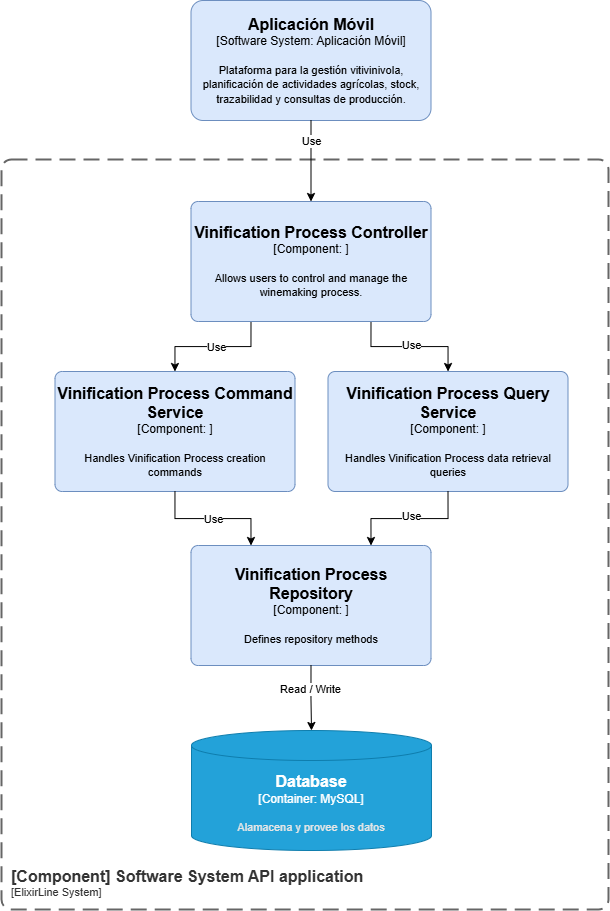 Aplicación Móvil
[Software System: Aplicación Móvil]
Plataforma para la gestión vitivinivola,
planificación de actividades agrícolas, stock,
trazabilidad y consultas de producción.
Use
Vinification Process Controller
[Component: ]
Allows users to control and manage the
winemaking process.
Use
Use
Vinification Process Command
Service
[Component: ]
Handles Vinification Process creation
commands
Vinification Process Query
Service
[Component: ]
Handles Vinification Process data retrieval
queries
Use
Use
Vinification Process
Repository
[Component: ]
Defines repository methods
Read / Write
Database
[Container: MySQL]
Alamacena y provee los datos
[Component] Software System API application
[ElixirLine System]